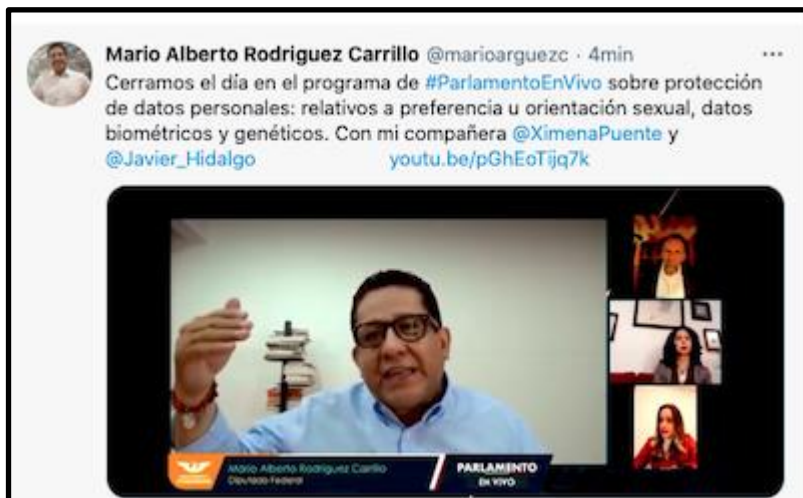 Mario Alberto Rodriguez Carrillo @marioarguezc · 4min
Cerramos el día en el programa de #ParlamentoEnVivo sobre protección
de datos personales: relativos a preferencia u orientación sexual, datos
biométricos y genéticos. Con mi compañera @XimenaPuente y
@Javier_Hidalgo youtu.be/pGhEoTijq7k
Mario Alberto Rodríguez Carrillo
Diputado Federal
PARLAMENTO
EN VIVO